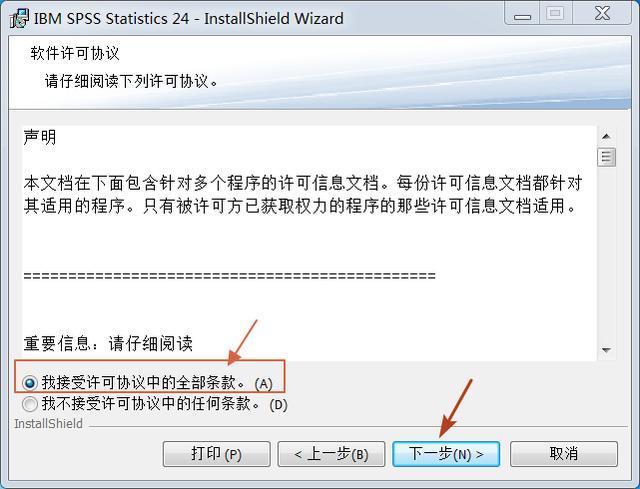 IBM SPSS Statistics 24 - InstallShield Wizard
软件许可协议
请仔细阅读下列许可协议。
声明
本文档在下面包含针对多个程序的许可信息文档。每份许可信息文档都针对
其适用的程序。只有被许可方已获取权力的程序的那些许可信息文档适用。
==============================================
重要信息：请仔细阅读
我接受许可协议中的全部条款。 (A)
我不接受许可协议中的任何条款。 (D)
InstallShield
打印(P) < 上一步(B) 下一步(N) > 取消